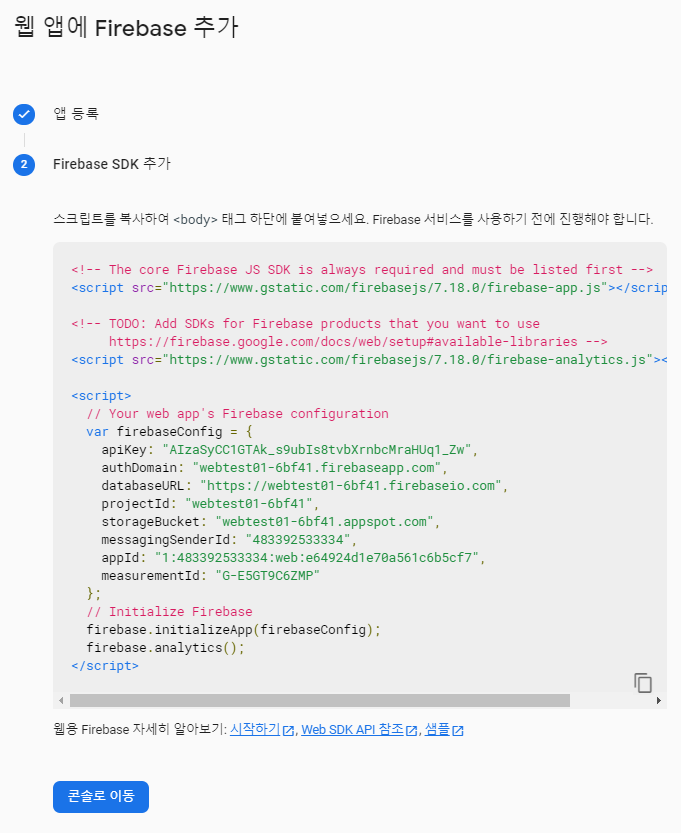 웹 앱에 Firebase 추가
앱 등록
2
Firebase SDK 추가
스크립트를 복사하여 <body> 태그 하단에 붙여넣으세요. Firebase 서비스를 사용하기 전에 진행해야 합니다.
<!-- The core Firebase JS SDK is always required and must be listed first -->
<script src="https://www.gstatic.com/firebasejs/7.18.0/firebase-app.js"></scrip
<!-- TODO: Add SDKs for Firebase products that you want to use
https://firebase.google.com/docs/web/setup#available-libraries -->
<script src="https://www.gstatic.com/firebasejs/7.18.0/firebase-analytics.js"><
<script>
// Your web app's Firebase configuration
var firebaseConfig = {
apiKey: "AIzaSyCC1GTAk_s9ubIs8tvbXrnbcMraHUq1_Zw",
authDomain: "webtest01-6bf41.firebaseapp.com",
databaseURL: "https://webtest01-6bf41.firebaseio.com",
projectId: "webtest01-6bf41",
storageBucket: "webtest01-6bf41.appspot.com",
messagingSenderId: "483392533334",
appId: "1:483392533334:web:e64924d1e70a561c6b5cf7",
measurementId: "G-E5GT9C6ZMP"
};
// Initialize Firebase
firebase.initializeApp(firebaseConfig);
firebase.analytics();
</script>
웹용 Firebase 자세히 알아보기: 시작하기, Web SDK API 참조, 샘플
콘솔로 이동